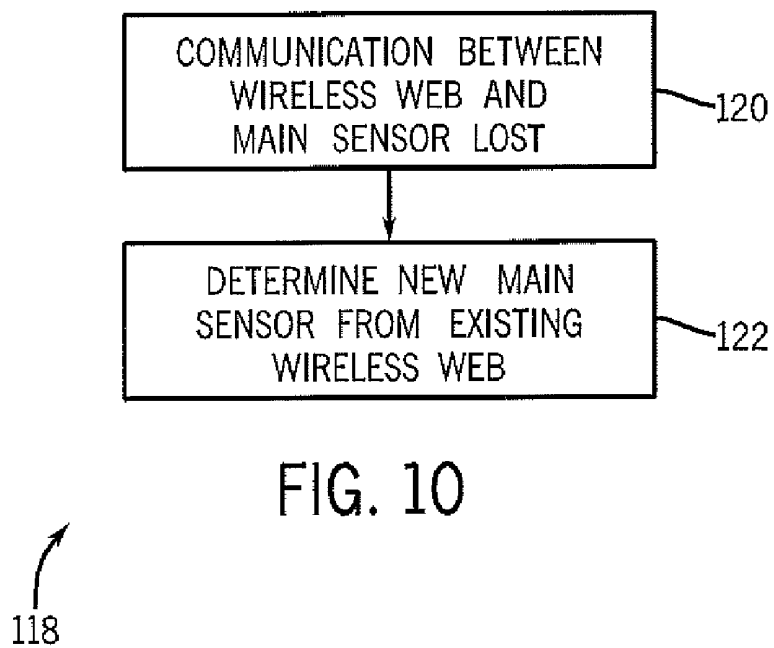 COMMUNICATION BETWEEN
WIRELESS WEB AND
MAIN SENSOR LOST
120
DETERMINE NEW MAIN
SENSOR FROM EXISTING
WIRELESS WEB
122
FIG. 10
118